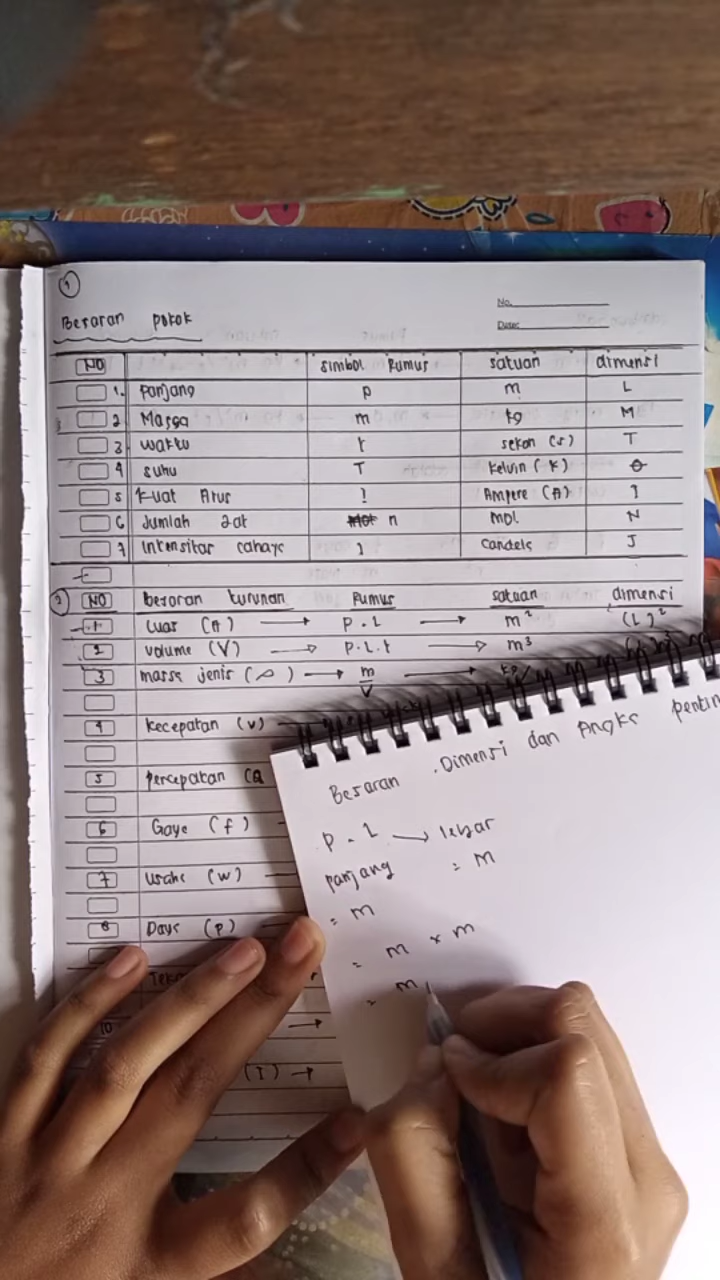 1
No.
Besaran pokok
Date:
NO simbol Rumus satuan dimensi
1. panjang p m L
2 Massa m kg M
3 waktu t sekon (s) T
4 suhu T Kelvin (K) θ
5 Kuat Arus I Ampere (A) I
6 Jumlah zat n mol N
7 Intensitas cahaya I Candela J
2 NO besaran turunan Rumus satuan dimensi
1 Luas (A) → p.l → m² (L)²
2 volume (V) → p.l.t → m³
3 massa jenis (ρ) → m/V → kg/
4 kecepatan (v) →
5 percepatan (a
6 Gaya (f)
7 Usaha (w)
8 Daya (p)
10 →
(I) →
Besaran . Dimensi dan Angka pentin
p . l → lebar
panjang = m
= m
= m x m
= m